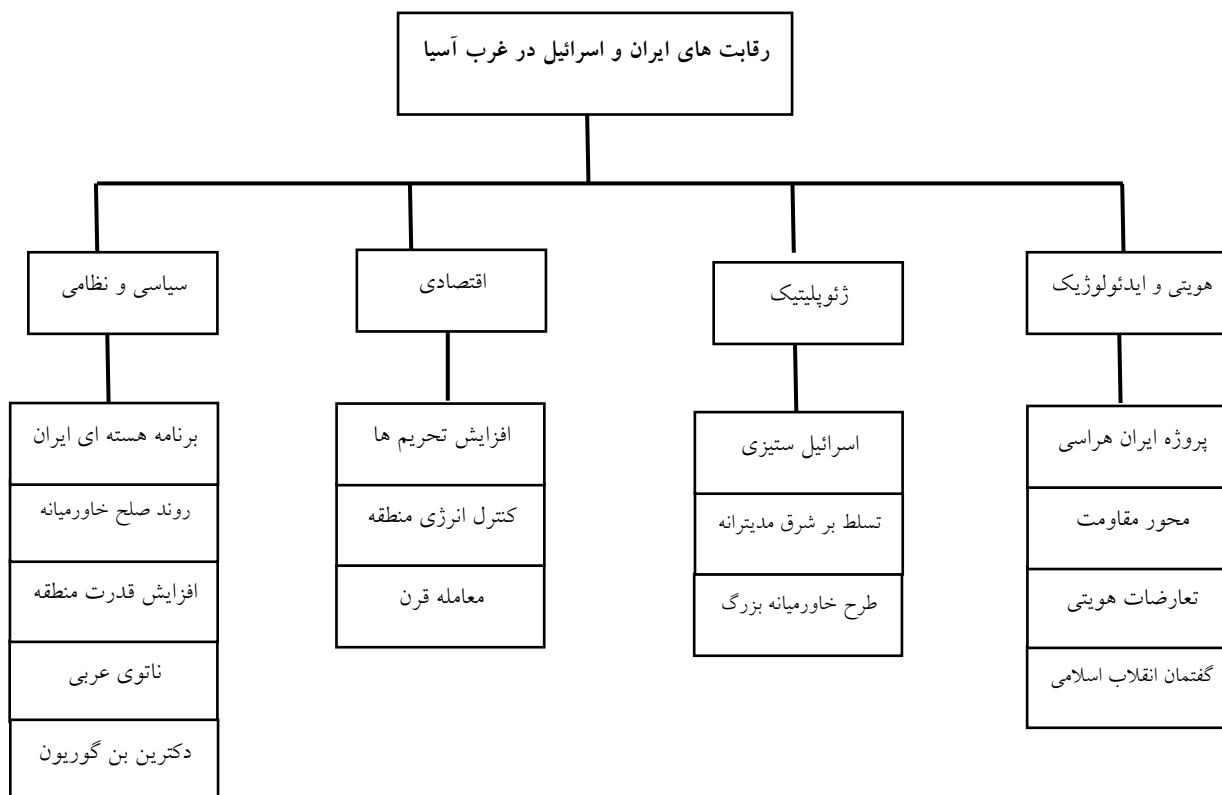 رقابت های ایران و اسرائیل در غرب آسیا
هویتی و ایدئولوژیک
ژئوپلیتیک
اقتصادی
سیاسی و نظامی
پروژه ایران هراسی
محور مقاومت
تعارضات هویتی
گفتمان انقلاب اسلامی
اسرائیل ستیزی
تسلط بر شرق مدیترانه
طرح خاورمیانه بزرگ
افزایش تحریم ها
کنترل انرژی منطقه
معامله قرن
برنامه هسته ای ایران
روند صلح خاورمیانه
افزایش قدرت منطقه
ناتوی عربی
دکترین بن گوریون